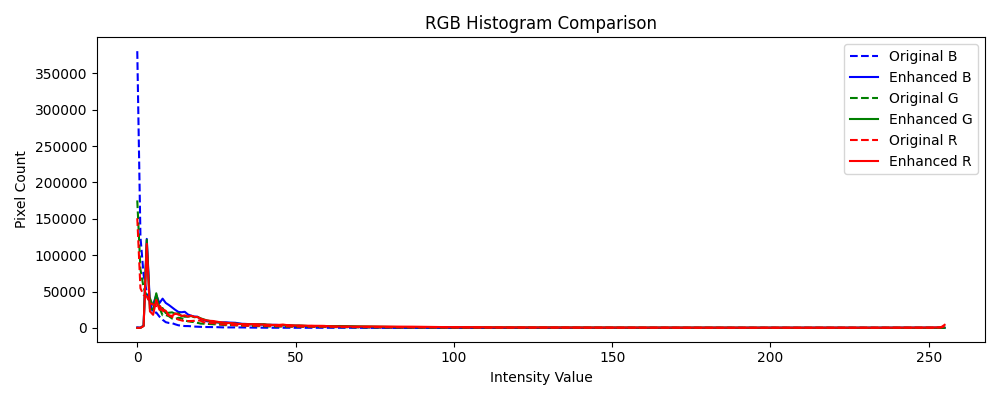 RGB Histogram Comparison
Original B
Enhanced B
Original G
Enhanced G
Original R
Enhanced R
350000
300000
250000
200000
150000
100000
50000
0
Pixel Count
0 50 100 150 200 250
Intensity Value